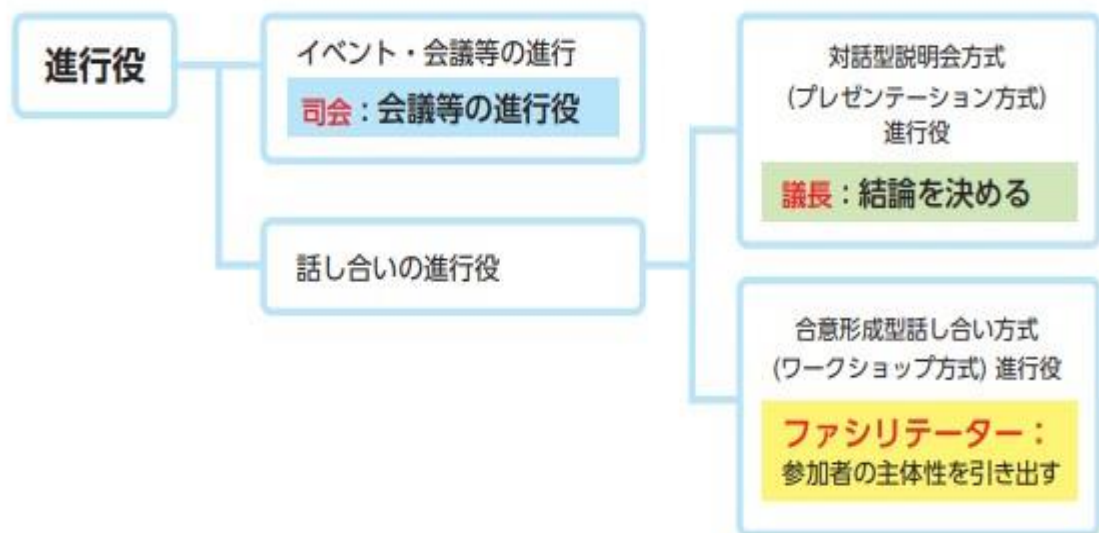 進行役
イベント・会議等の進行
司会：会議等の進行役
話し合いの進行役
対話型説明会方式
(プレゼンテーション方式)
進行役
議長：結論を決める
合意形成型話し合い方式
(ワークショップ方式) 進行役
ファシリテーター：
参加者の主体性を引き出す